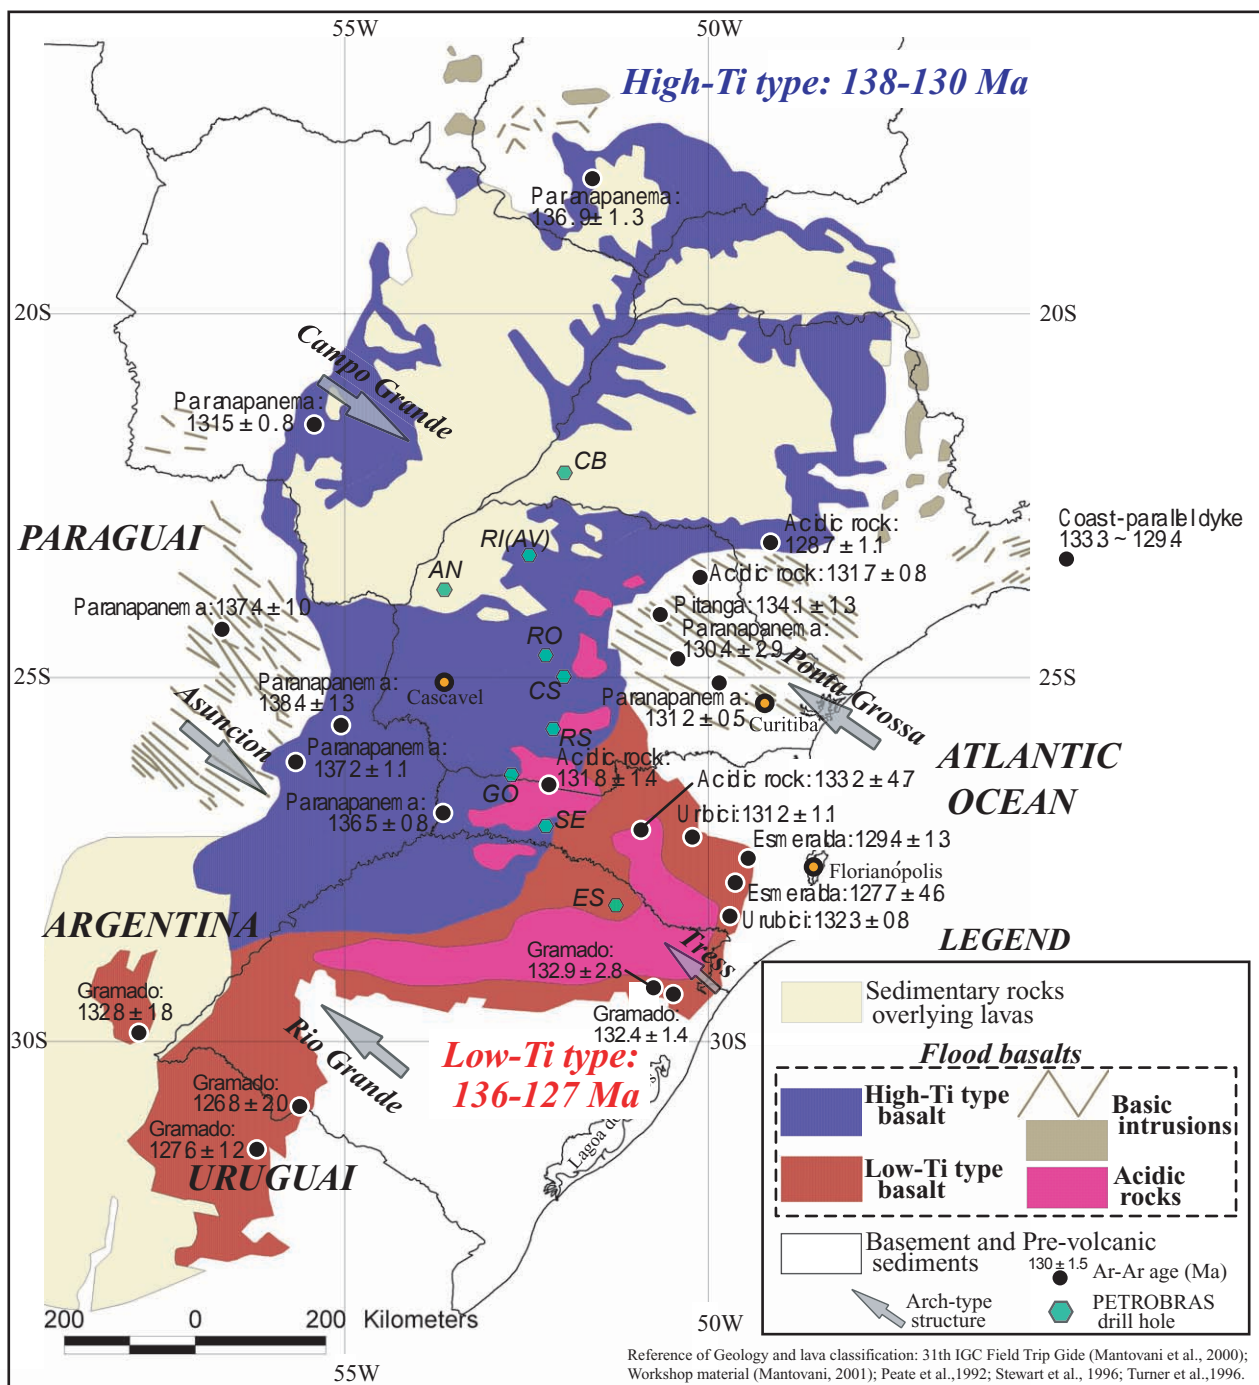 55W
50W
High-Ti type: 138-130 Ma
Paranapanema:
136.9 ± 1.3
20S
20S
Campo Grande
Paranapanema:
131.5 ± 0.8
CB
PARAGUAI
RI(AV)
AN
Acidic rock:
128.7 ± 1.1
Coast-parallel dyke
133.3 ~ 129.4
Acidic rock: 131.7 ± 0.8
Paranapanema: 137.4 ± 1.0
Pitanga: 134.1 ± 1.3
Paranapanema:
130.4 ± 2.9
RO
CS
25S
25S
Ponta Grossa
Paranapanema:
138.4 ± 1.3
Cascavel
Paranapanema:
131.2 ± 0.5
Curitiba
Asuncion
RS
Paranapanema:
137.2 ± 1.1
Acidic rock:
131.8 ± 1.4
GO
ATLANTIC
OCEAN
Acidic rock: 133.2 ± 4.7
Paranapanema:
136.5 ± 0.8
SE
Urbici: 131.2 ± 1.1
Esmerada: 129.4 ± 1.3
Florianópolis
Esmerada: 127.7 ± 4.6
ES
Urubici: 132.3 ± 0.8
ARGENTINA
Tress
Gramado:
132.9 ± 2.8
Gramado:
132.8 ± 1.8
Gramado:
132.4 ± 1.4
30S
30S
Rio Grande
Low-Ti type:
136-127 Ma
Gramado:
126.8 ± 2.0
Gramado:
127.6 ± 1.2
URUGUAI
Lagoa
LEGEND
Sedimentary rocks
overlying lavas
Flood basalts
High-Ti type
basalt
Basic
intrusions
Low-Ti type
basalt
Acidic
rocks
Basement and Pre-volcanic
sediments
130 ± 1.5
Ar-Ar age (Ma)
Arch-type
structure
PETROBRAS
drill hole
200 0 200 Kilometers
55W
50W
Reference of Geology and lava classification: 31th IGC Field Trip Gide (Mantovani et al., 2000);
Workshop material (Mantovani, 2001); Peate et al.,1992; Stewart et al., 1996; Turner et al.,1996.